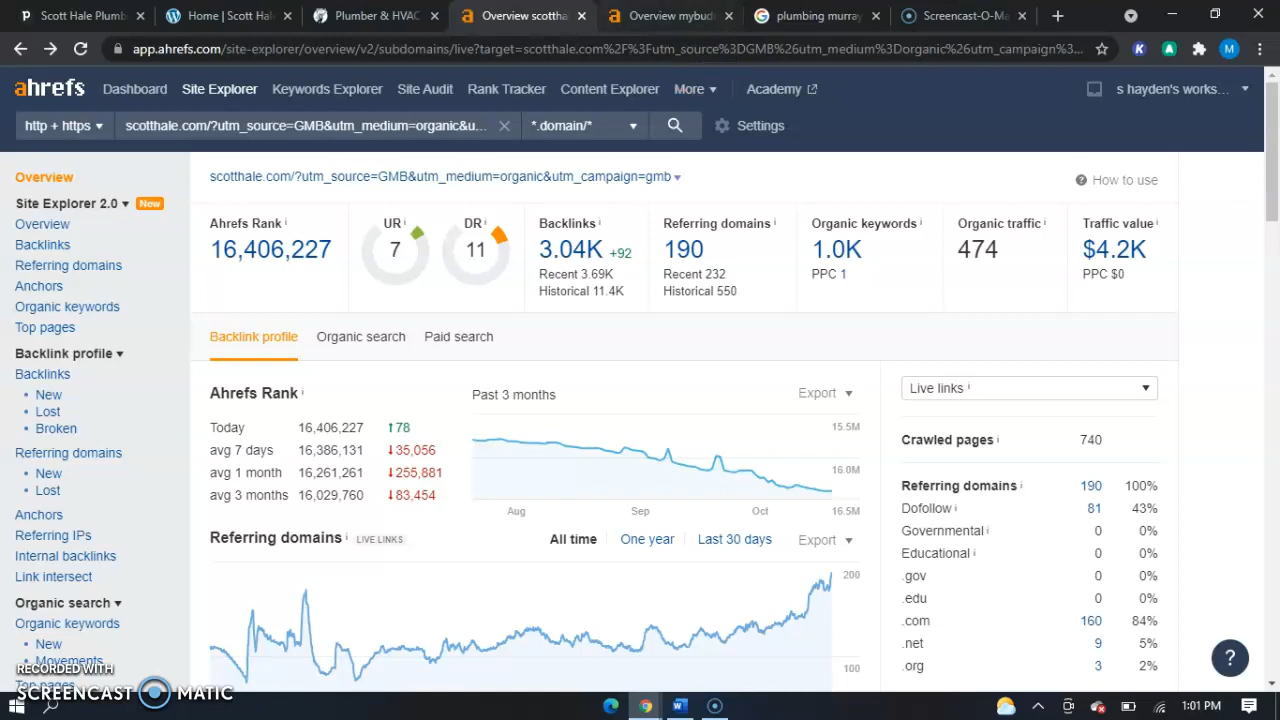 Scott Hale Plumb
Home | Scott Hale
Plumber & HVAC
Overview scottha
Overview mybud
plumbing murray
Screencast-O-Ma
app.ahrefs.com/site-explorer/overview/v2/subdomains/live?target=scotthale.com%2F%3Futm_source%3DGMB%26utm_medium%3Dorganic%26utm_campaign%3...
K
A
M
ahrefs
Dashboard
Site Explorer
Keywords Explorer
Site Audit
Rank Tracker
Content Explorer
More
Academy
s hayden's works...
http + https
scotthale.com/?utm_source=GMB&utm_medium=organic&u...
*.domain/*
Settings
Overview
Site Explorer 2.0 New
Overview
Backlinks
Referring domains
Anchors
Organic keywords
Top pages
Backlink profile
Backlinks
• New
• Lost
• Broken
Referring domains
• New
• Lost
Anchors
Referring IPs
Internal backlinks
Link intersect
Organic search
Organic keywords
• New
Movements
Top pages
scotthale.com/?utm_source=GMB&utm_medium=organic&utm_campaign=gmb
How to use
Ahrefs Rank
16,406,227
UR
7
DR
11
Backlinks
3.04K +92
Recent 3.69K
Historical 11.4K
Referring domains
190
Recent 232
Historical 550
Organic keywords
1.0K
PPC 1
Organic traffic
474
Traffic value
$4.2K
PPC $0
Backlink profile
Organic search
Paid search
Ahrefs Rank
Today 16,406,227 ↑78
avg 7 days 16,386,131 ↓35,056
avg 1 month 16,261,261 ↓255,881
avg 3 months 16,029,760 ↓83,454
Past 3 months
Export
15.5M
16.0M
16.5M
Aug Sep Oct
Referring domains LIVE LINKS
All time
One year
Last 30 days
Export
200
100
Live links
Crawled pages 740
Referring domains 190 100%
Dofollow 81 43%
Governmental 0 0%
Educational 0 0%
.gov 0 0%
.edu 0 0%
.com 160 84%
.net 9 5%
.org 3 2%
?
RECORDED WITH
SCREENCAST MATIC
1:01 PM